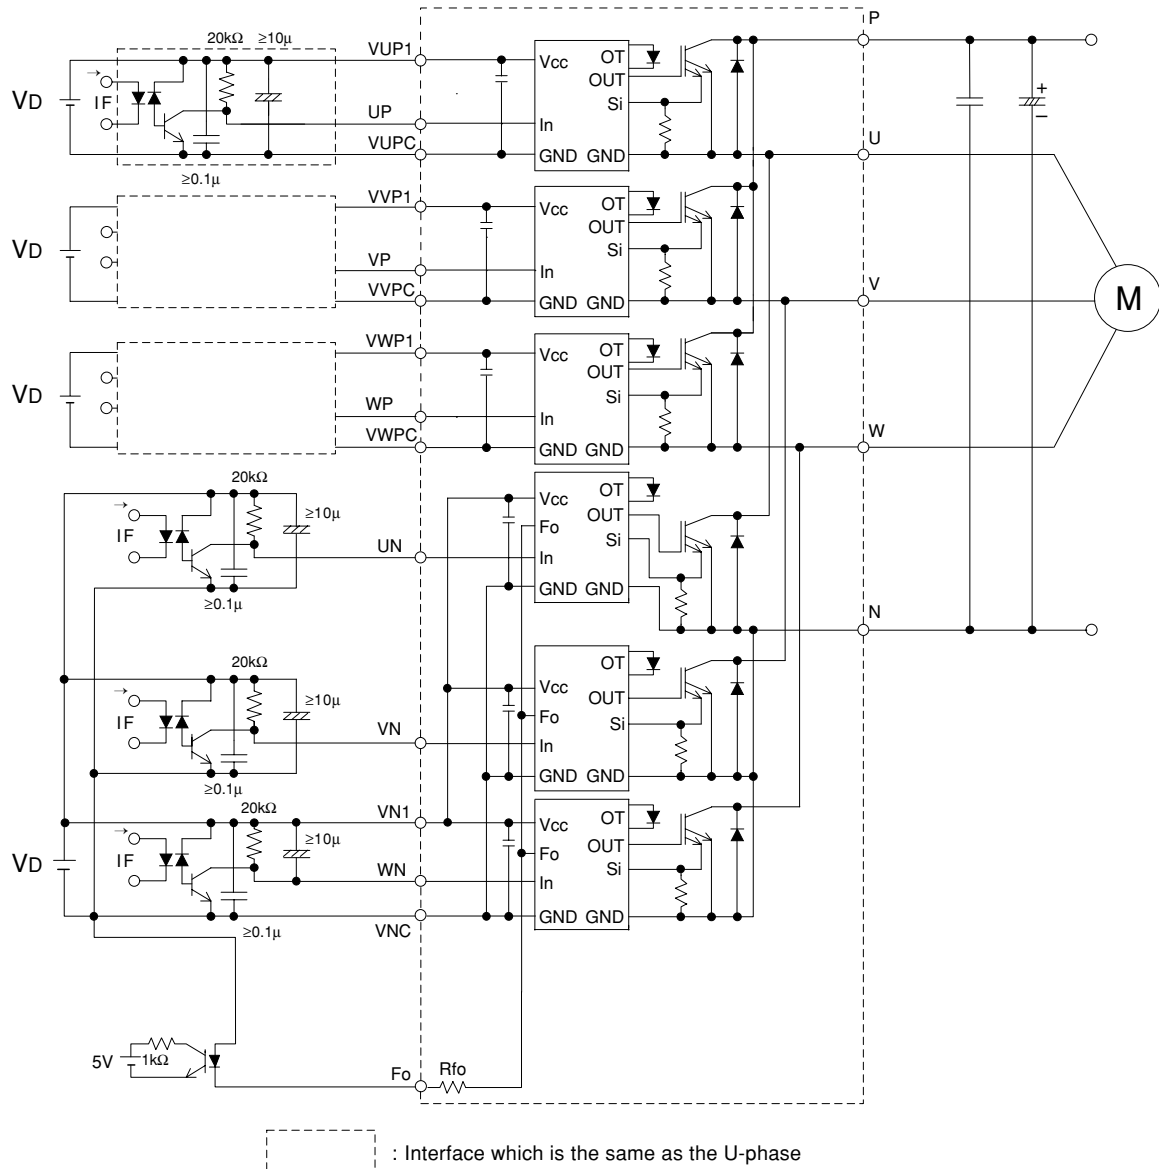 P
20kΩ ≥10μ
VUP1
Vcc
OT
OUT
Si
In
GND GND
VD
IF
UP
VUPC
≥0.1μ
+
–
U
VVP1
Vcc
OT
OUT
Si
In
GND GND
VD
VP
VVPC
V
M
VWP1
Vcc
OT
OUT
Si
In
GND GND
VD
WP
VWPC
W
20kΩ
≥10μ
IF
UN
≥0.1μ
Vcc
Fo
In
GND GND
OT
OUT
Si
N
20kΩ
≥10μ
IF
VN
≥0.1μ
Vcc
Fo
In
GND GND
OT
OUT
Si
20kΩ
≥10μ
VN1
VD
IF
WN
VNC
≥0.1μ
Vcc
Fo
In
GND GND
OT
OUT
Si
5V
1kΩ
Fo
Rfo
: Interface which is the same as the U-phase